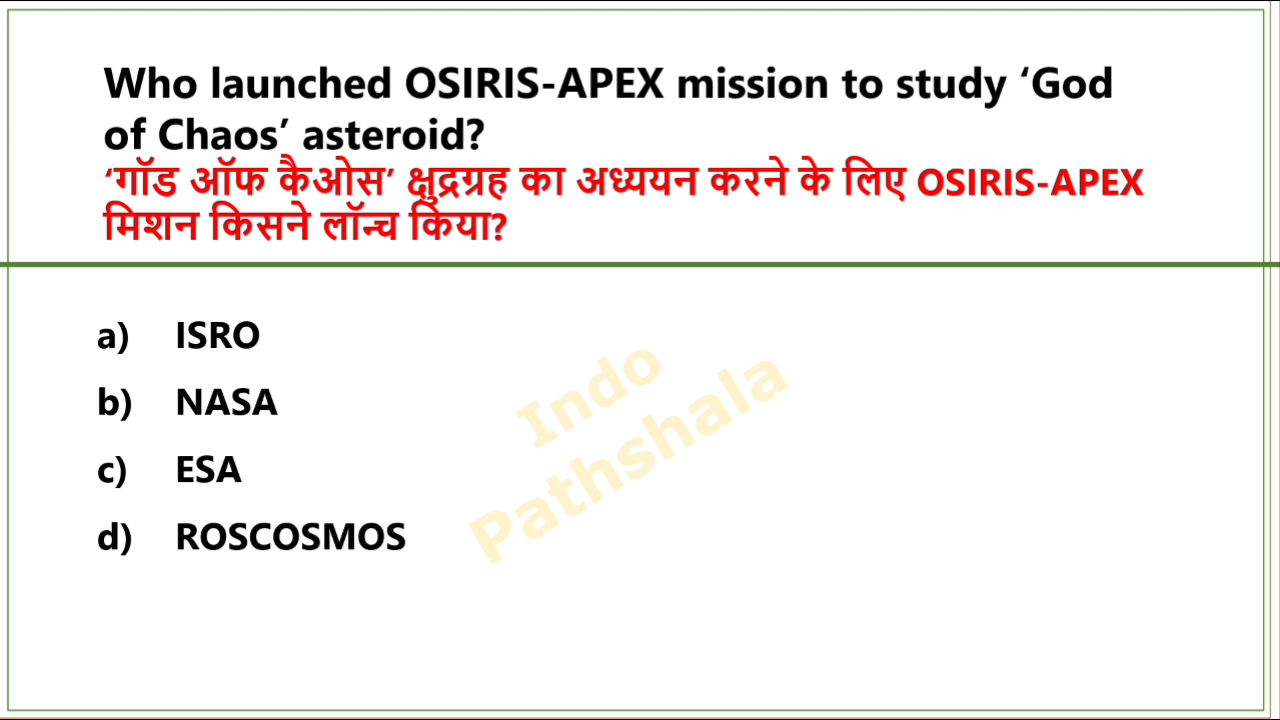 Who launched OSIRIS-APEX mission to study ‘God
of Chaos’ asteroid?
‘गॉड ऑफ कैओस’ क्षुद्रग्रह का अध्ययन करने के लिए OSIRIS-APEX
मिशन किसने लॉन्च किया?
a) ISRO
b) NASA
c) ESA
d) ROSCOSMOS
Indo
Pathshala